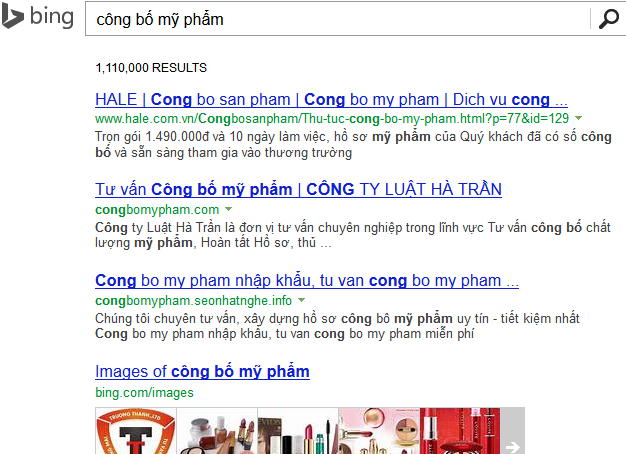 bing
công bố mỹ phẩm
1,110,000 RESULTS
HALE | Cong bo san pham | Cong bo my pham | Dich vu cong ...
www.hale.com.vn/Congbosanpham/Thu-tuc-cong-bo-my-pham.html?p=77&id=129
Trọn gói 1.490.000đ và 10 ngày làm việc, hồ sơ mỹ phẩm của Quý khách đã có số công
bố và sẵn sàng tham gia vào thương trường
Tư vấn Công bố mỹ phẩm | CÔNG TY LUẬT HÀ TRẦN
congbomypham.com
Công ty Luật Hà Trần là đơn vị tư vấn chuyên nghiệp trong lĩnh vực Tư vấn công bố chất
lượng mỹ phẩm, Hoàn tất Hồ sơ, thủ ...
Cong bo my pham nhập khẩu, tu van cong bo my pham ...
congbomypham.seonhatnghe.info
Chúng tôi chuyên tư vấn, xây dựng hồ sơ công bô mỹ phẩm uy tín - tiết kiệm nhất
Cong bo my pham nhập khẩu, tu van cong bo my pham miễn phí
Images of công bố mỹ phẩm
bing.com/images
TRUONG THANH.,LTD